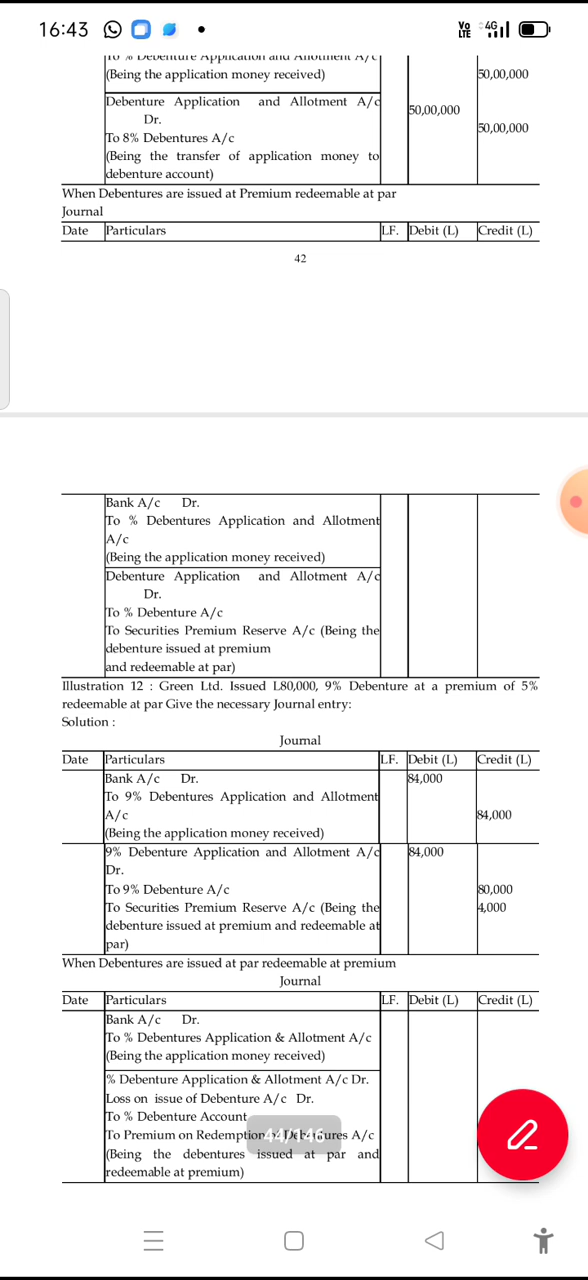 16:43 Vo LTE 4G
To % Debenture Application and Allotment A/c
(Being the application money received) 50,00,000
Debenture Application and Allotment A/c 50,00,000
Dr.
To 8% Debentures A/c 50,00,000
(Being the transfer of application money to
debenture account)
When Debentures are issued at Premium redeemable at par
Journal
Date Particulars LF. Debit (L) Credit (L)
42
Bank A/c Dr.
To % Debentures Application and Allotment
A/c
(Being the application money received)
Debenture Application and Allotment A/c
Dr.
To % Debenture A/c
To Securities Premium Reserve A/c (Being the
debenture issued at premium
and redeemable at par)
Illustration 12 : Green Ltd. Issued L80,000, 9% Debenture at a premium of 5%
redeemable at par Give the necessary Journal entry:
Solution :
Journal
Date Particulars LF. Debit (L) Credit (L)
Bank A/c Dr. 84,000
To 9% Debentures Application and Allotment
A/c 84,000
(Being the application money received)
9% Debenture Application and Allotment A/c 84,000
Dr.
To 9% Debenture A/c 80,000
To Securities Premium Reserve A/c (Being the 4,000
debenture issued at premium and redeemable at
par)
When Debentures are issued at par redeemable at premium
Journal
Date Particulars LF. Debit (L) Credit (L)
Bank A/c Dr.
To % Debentures Application & Allotment A/c
(Being the application money received)
% Debenture Application & Allotment A/c Dr.
Loss on issue of Debenture A/c Dr.
To % Debenture Account
To Premium on Redemption Debentures A/c
44/146
(Being the debentures issued at par and
redeemable at premium)